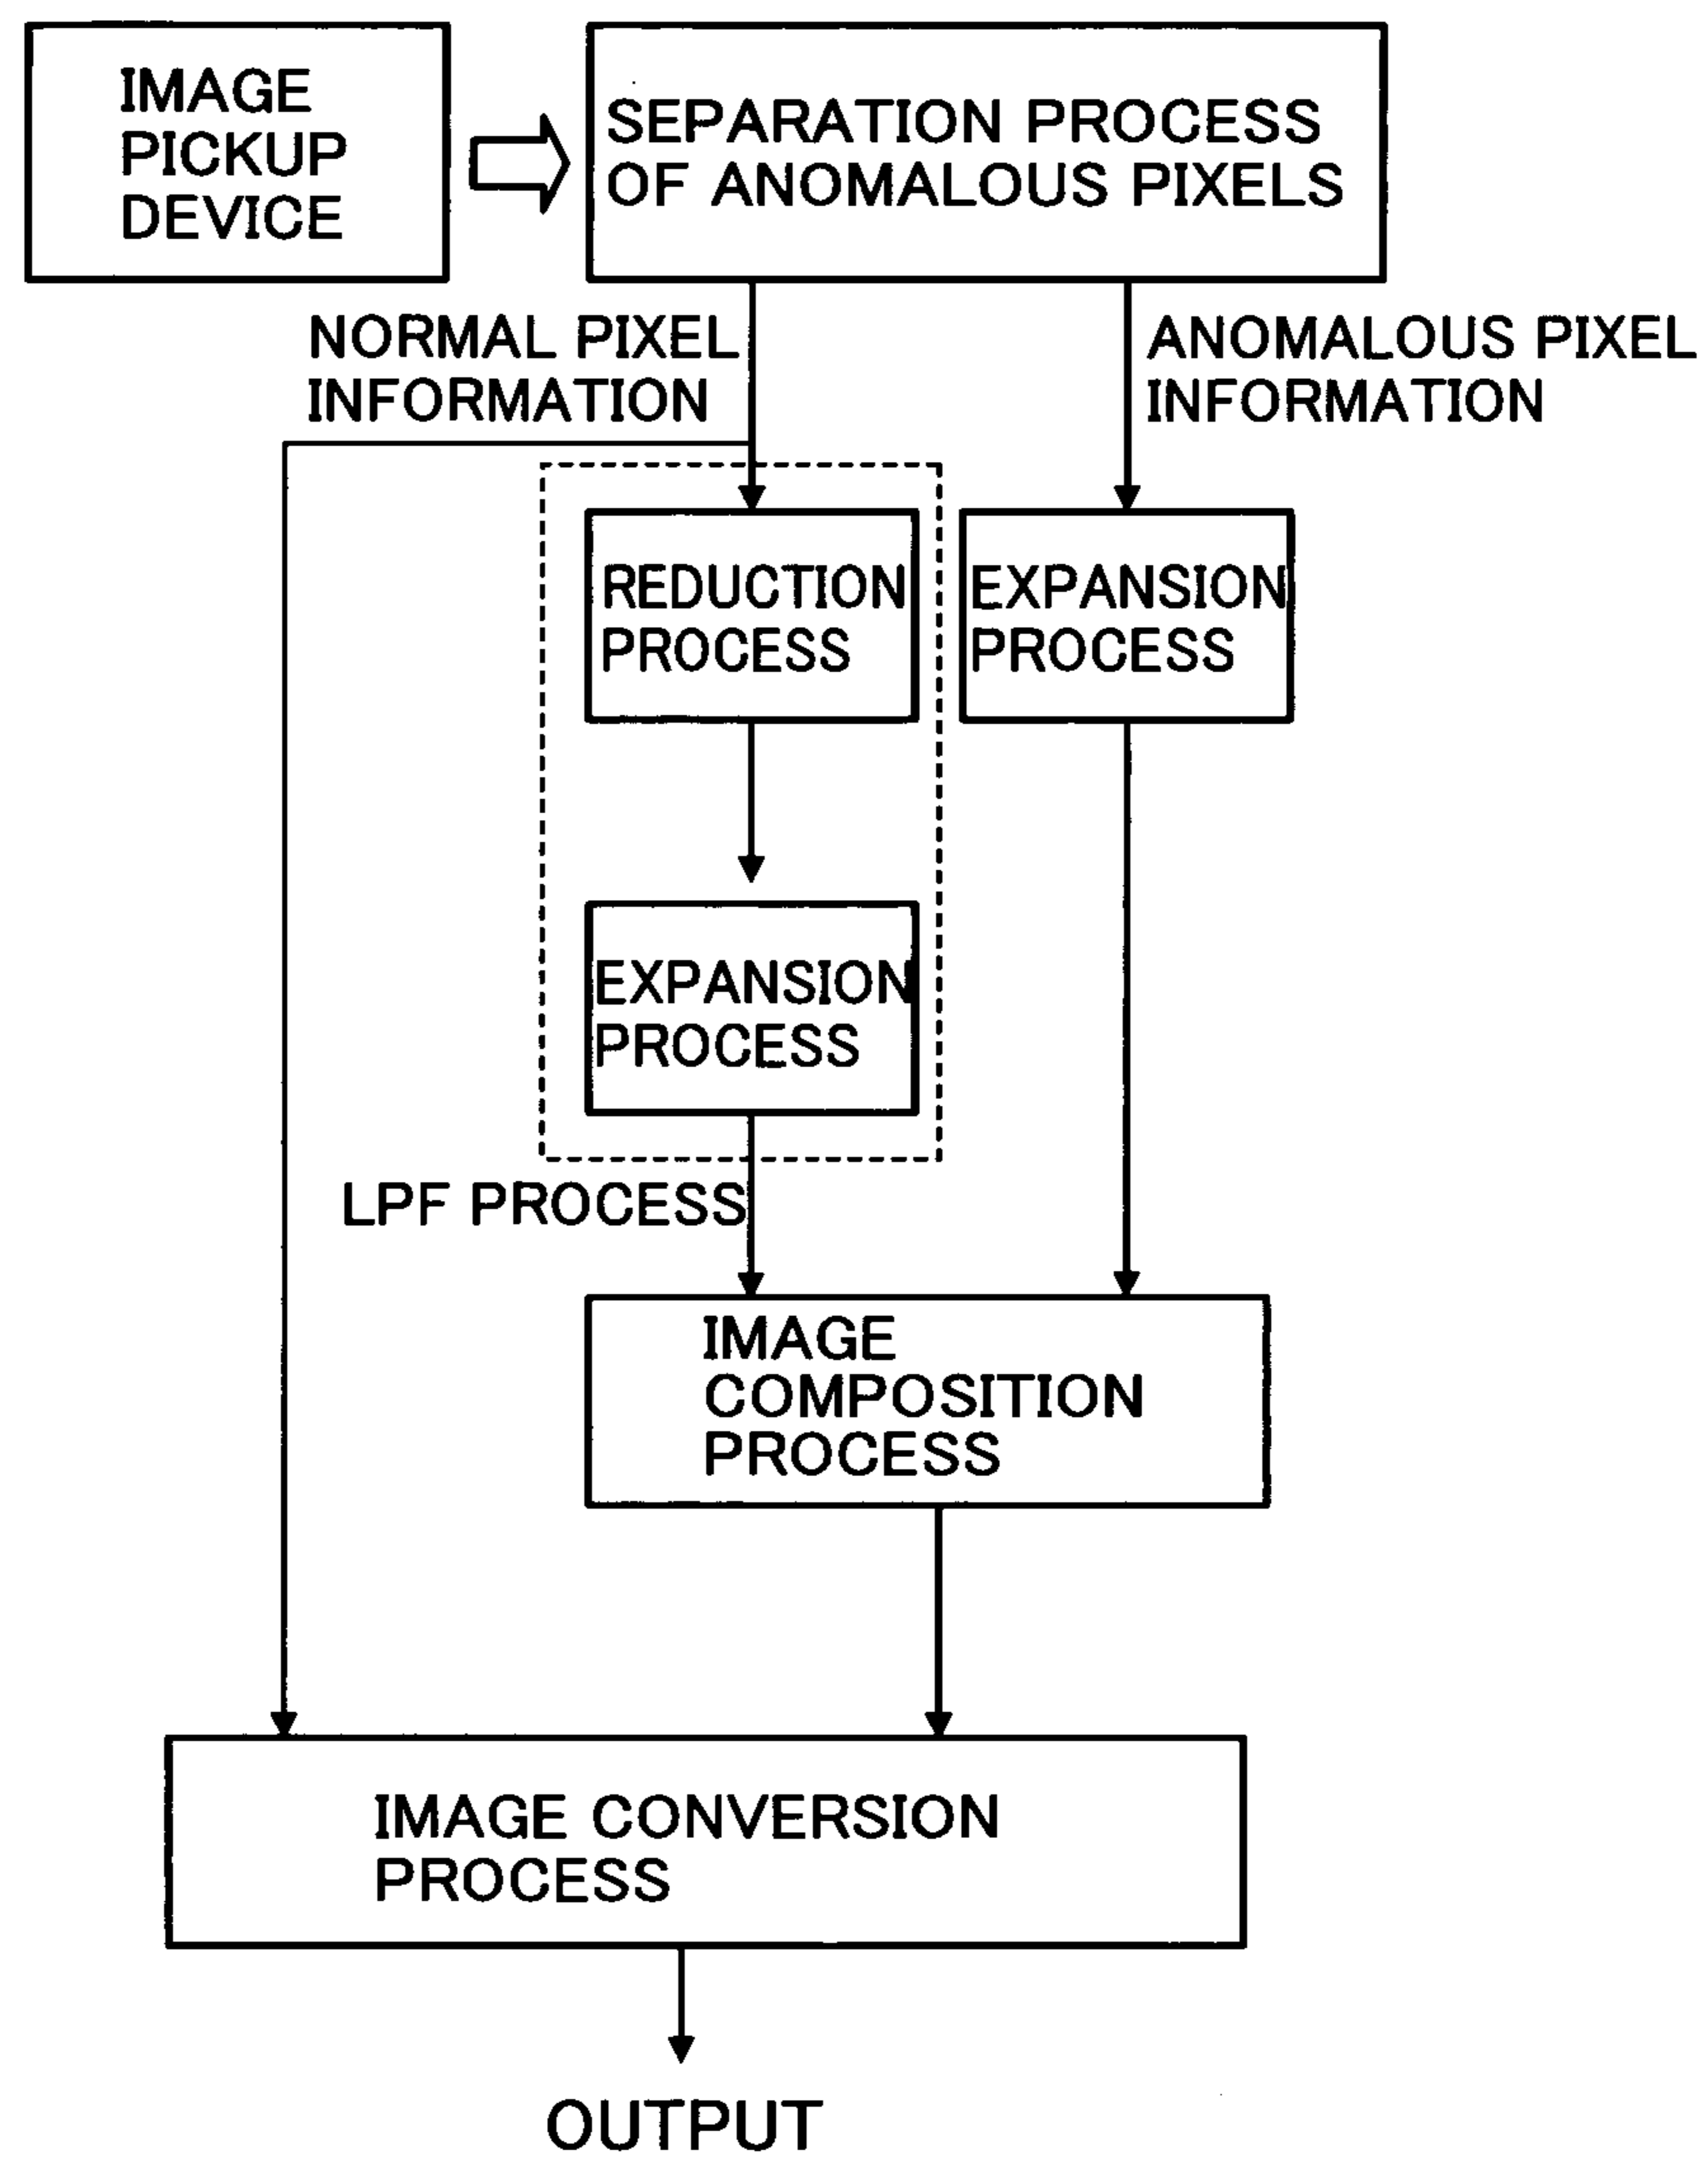 IMAGE
PICKUP
DEVICE
SEPARATION PROCESS
OF ANOMALOUS PIXELS
NORMAL PIXEL
INFORMATION
ANOMALOUS PIXEL
INFORMATION
REDUCTION
PROCESS
EXPANSION
PROCESS
EXPANSION
PROCESS
LPF PROCESS
IMAGE
COMPOSITION
PROCESS
IMAGE CONVERSION
PROCESS
OUTPUT